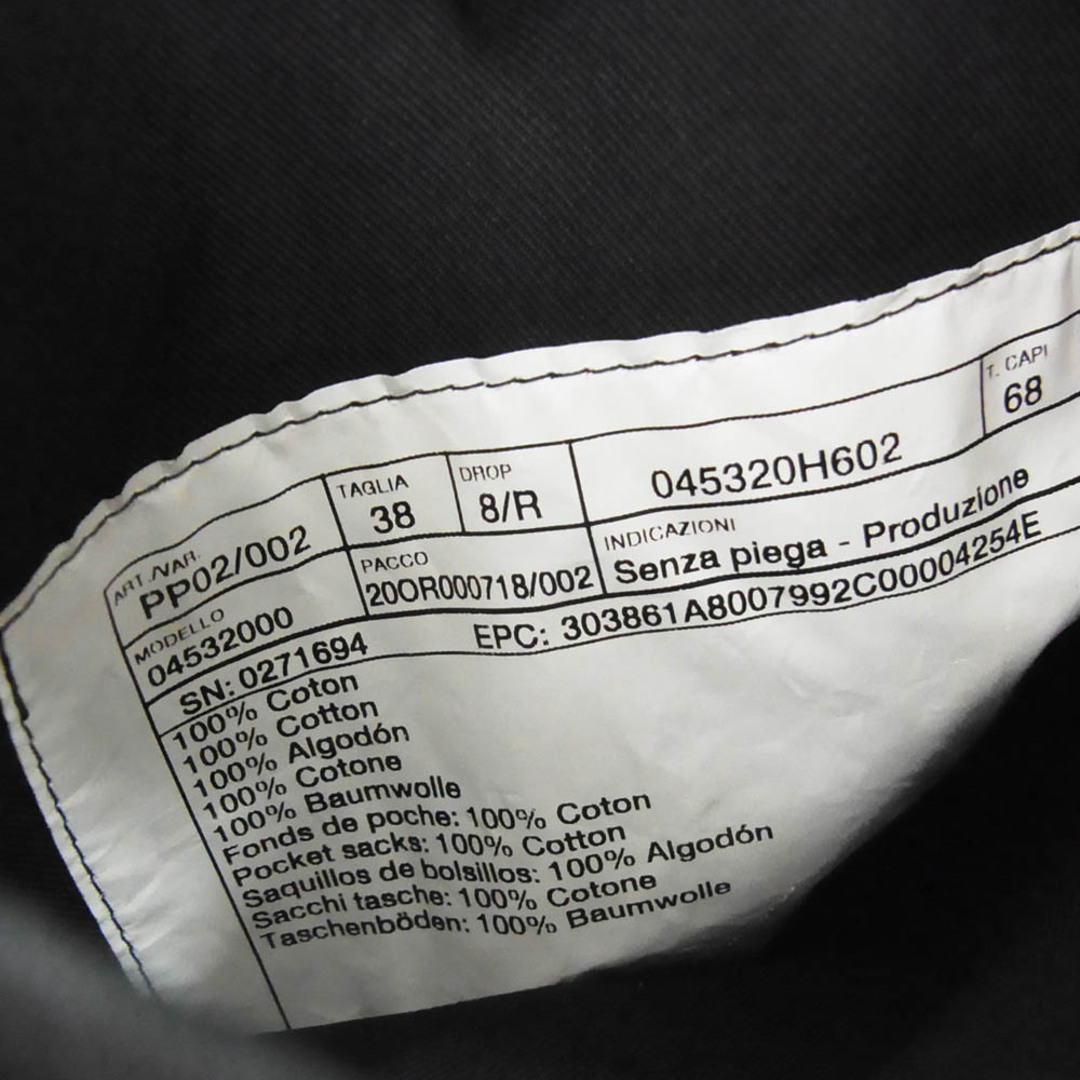 ART./VAR. TAGLIA DROP T. CAPI
PP02/002 38 8/R 045320H602 68
MODELLO PACCO INDICAZIONI
04532000 20OR000718/002 Senza piega - Produzione
SN: 0271694 EPC: 303861A8007992C00004254E
100% Coton
100% Cotton
100% Algodón
100% Cotone
100% Baumwolle
Fonds de poche: 100% Coton
Pocket sacks: 100% Cotton
Saquillos de bolsillos: 100% Algodón
Sacchi tasche: 100% Cotone
Taschenböden: 100% Baumwolle